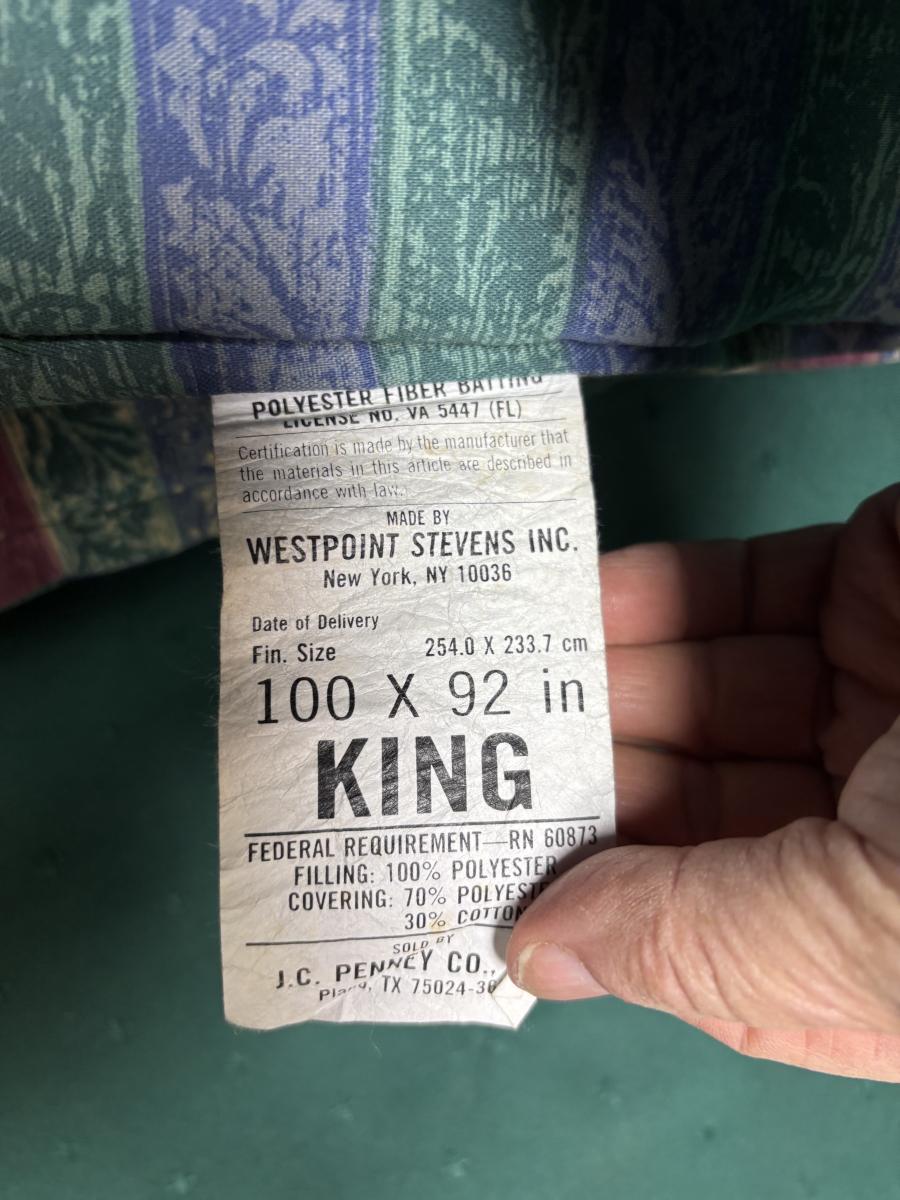 POLYESTER FIBER BATTING
LICENSE NO. VA 5447 (FL)
Certification is made by the manufacturer that
the materials in this article are described in
accordance with law.
MADE BY
WESTPOINT STEVENS INC.
New York, NY 10036
Date of Delivery
Fin. Size 254.0 X 233.7 cm
100 X 92 in
KING
FEDERAL REQUIREMENT—RN 60873
FILLING: 100% POLYESTER
COVERING: 70% POLYESTE
30% COTTON
SOLD BY
J.C. PENNEY CO.,
Plano, TX 75024-36